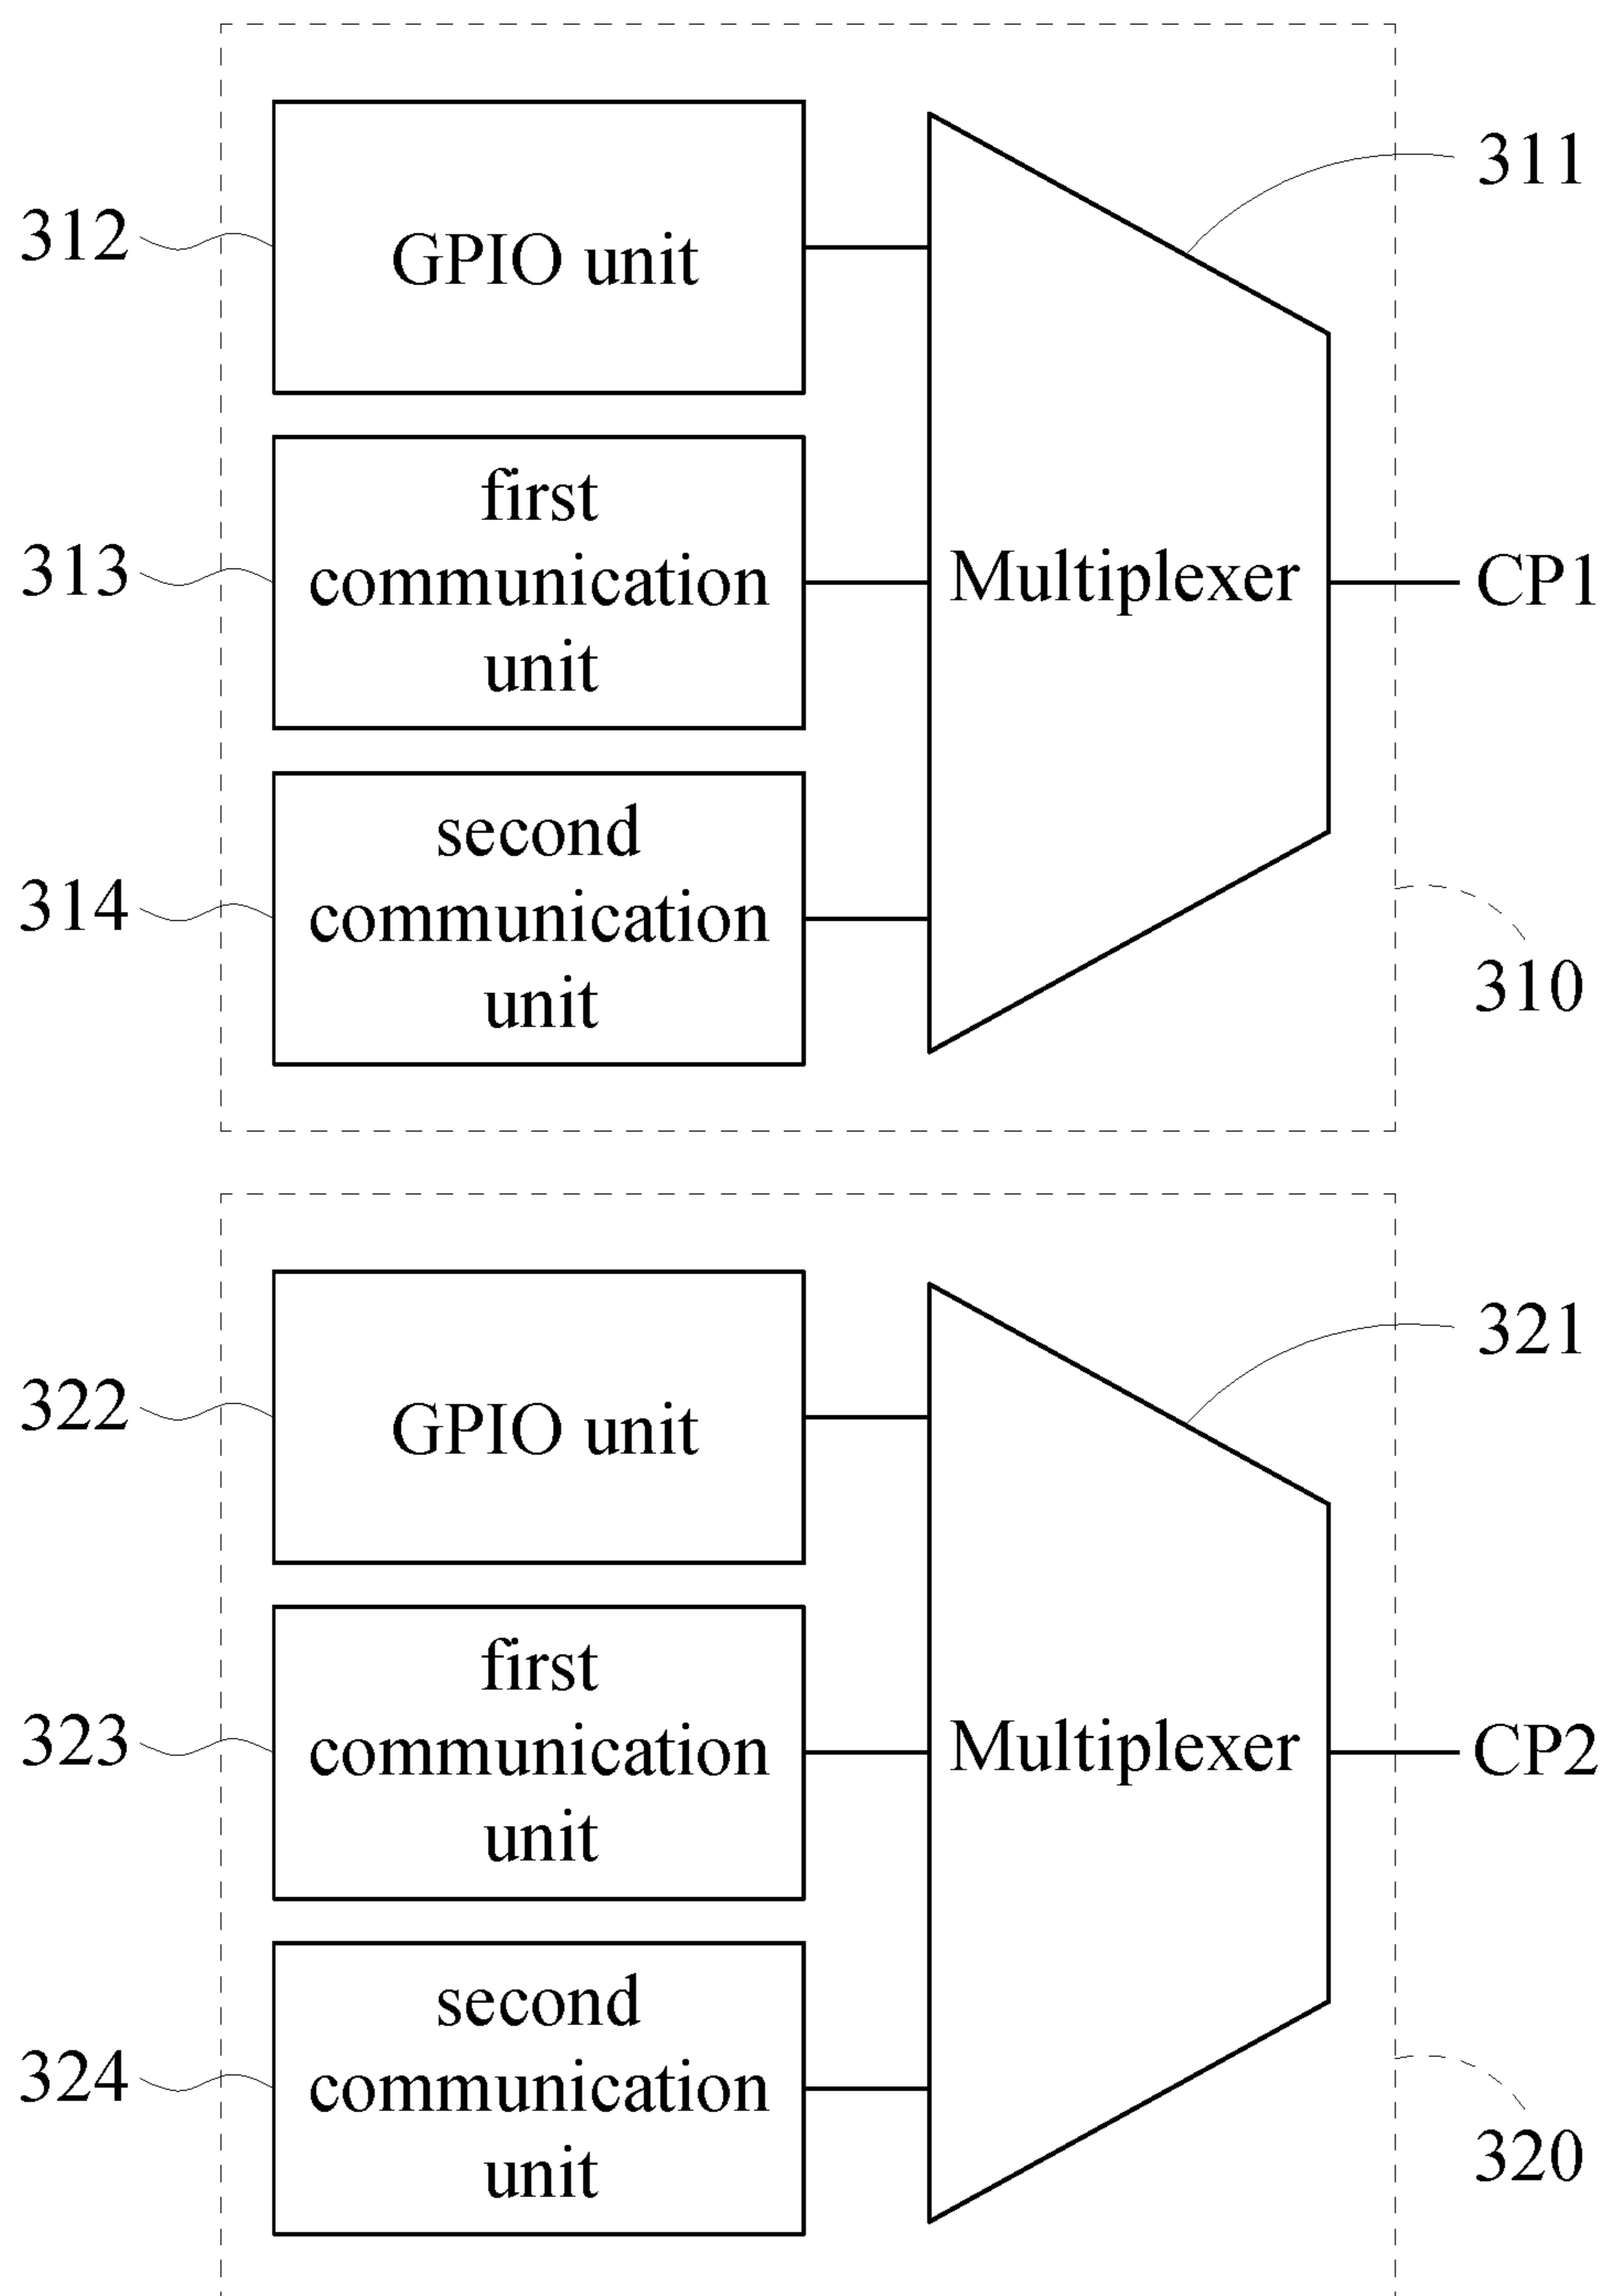 311
312
GPIO unit
first
313
communication
Multiplexer
CP1
unit
second
314
communication
unit
310
321
322
GPIO unit
first
323
communication
Multiplexer
CP2
unit
second
324
communication
unit
320